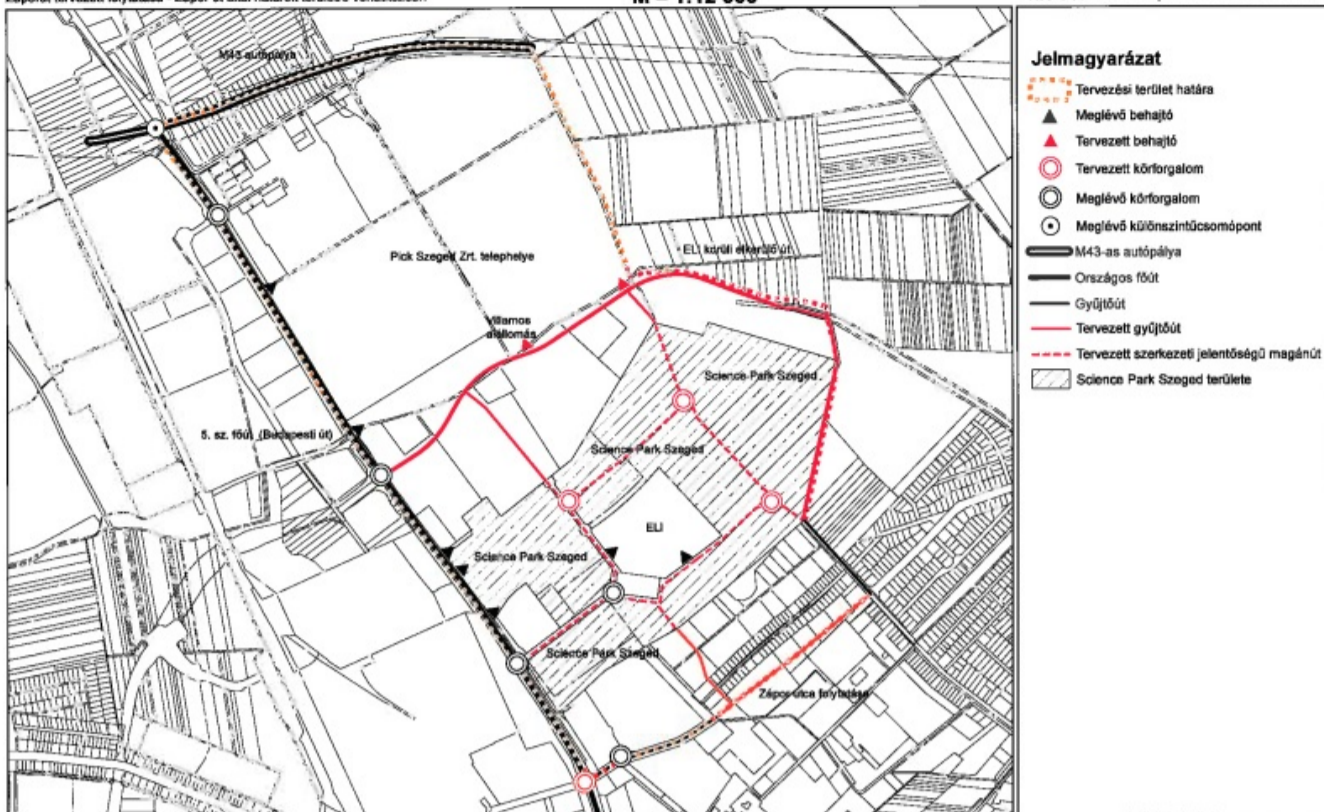 M43 autópálya
Pick Szeged Zrt. telephelye
ELI körüli elkerülő út
Villamos
alállomás
Science Park Szeged
5. sz. főút (Budapesti út)
Science Park Szeged
ELI
Science Park Szeged
Science Park Szeged
Zápor utca folytatása
Jelmagyarázat
Tervezési terület határa
Meglévő behajtó
Tervezett behajtó
Tervezett körforgalom
Meglévő körforgalom
Meglévő különszintűcsomópont
M43-as autópálya
Országos főút
Gyűjtőút
Tervezett gyűjtőút
Tervezett szerkezeti jelentőségű magánút
Science Park Szeged területe